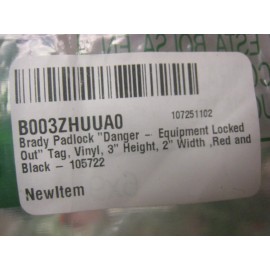 B003ZHUUA0
107251102
Brady Padlock "Danger - Equipment Locked
Out" Tag, Vinyl, 3" Height, 2" Width ,Red and
Black - 105722
NewItem